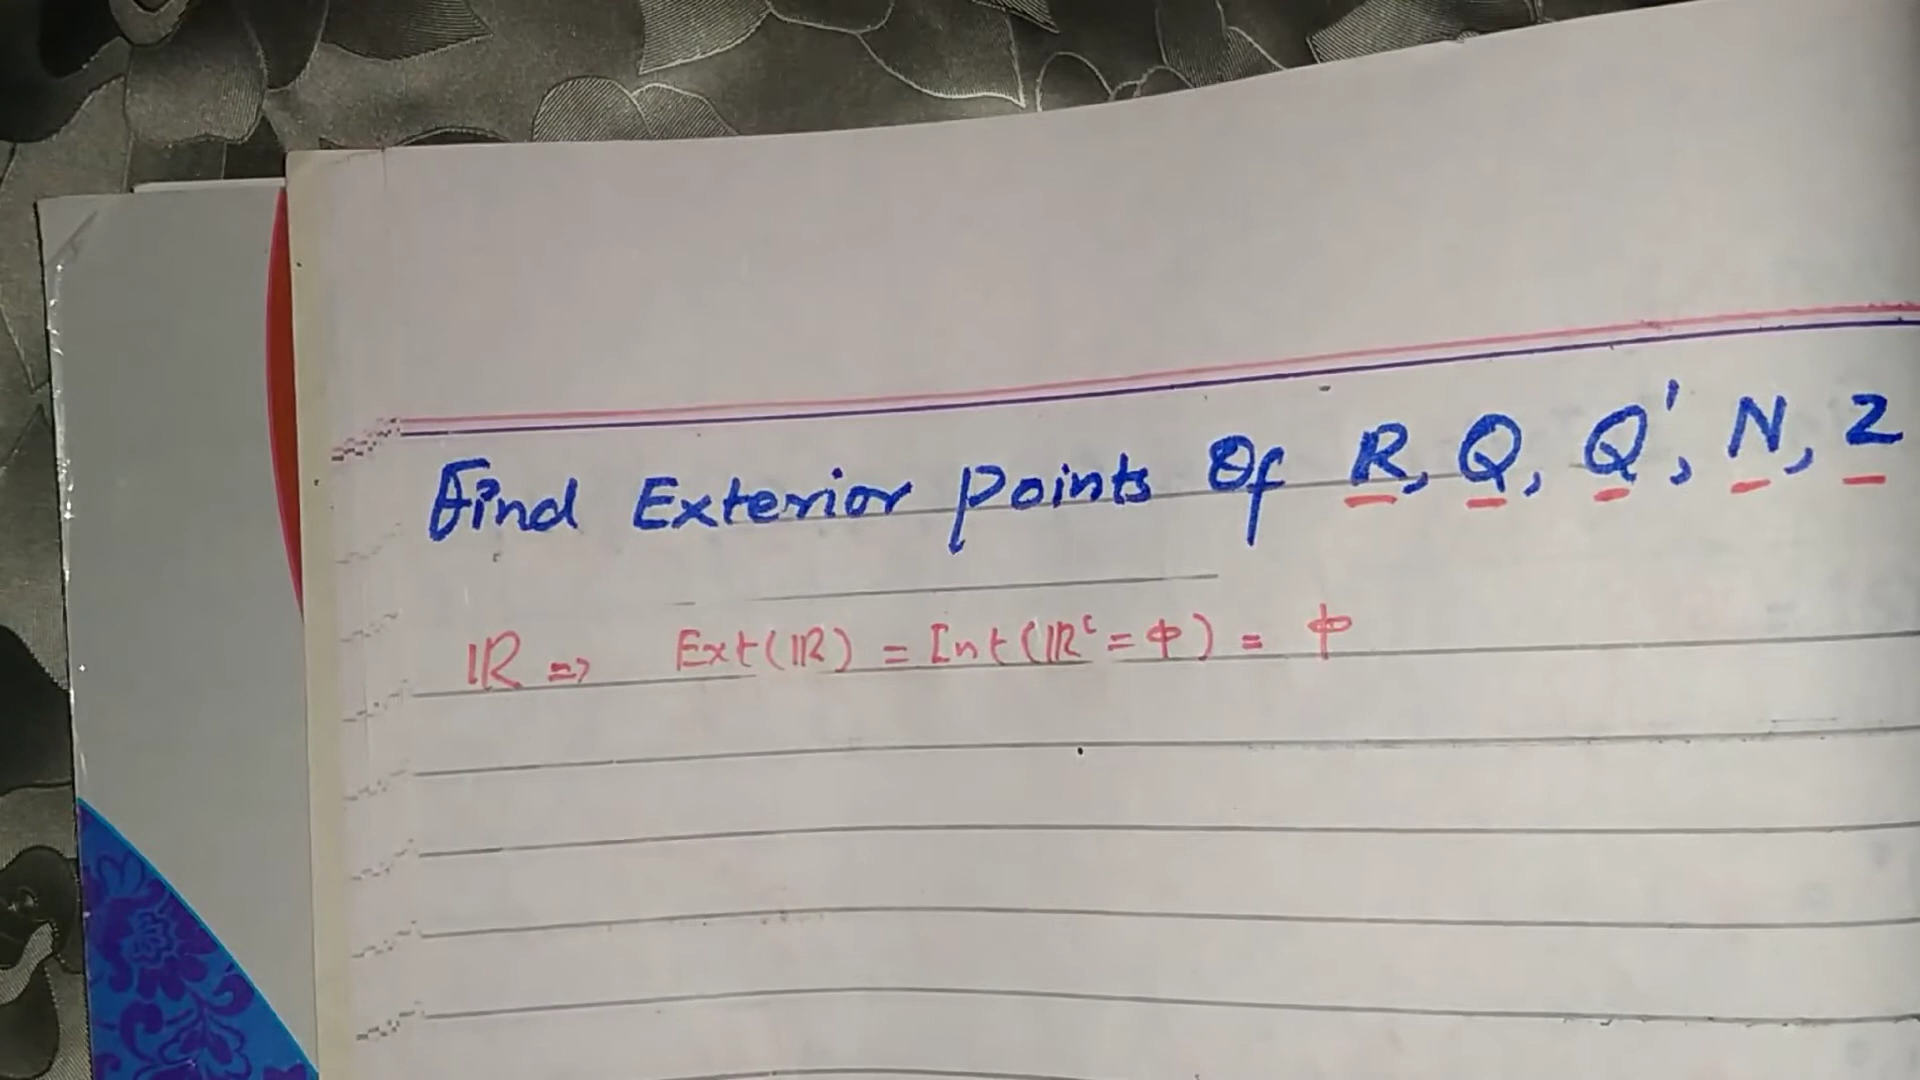 Find Exterior points Of R, Q, Q', N, Z
ℝ ⇒ Ext(ℝ) = Int(ℝᶜ = ϕ) = ϕ